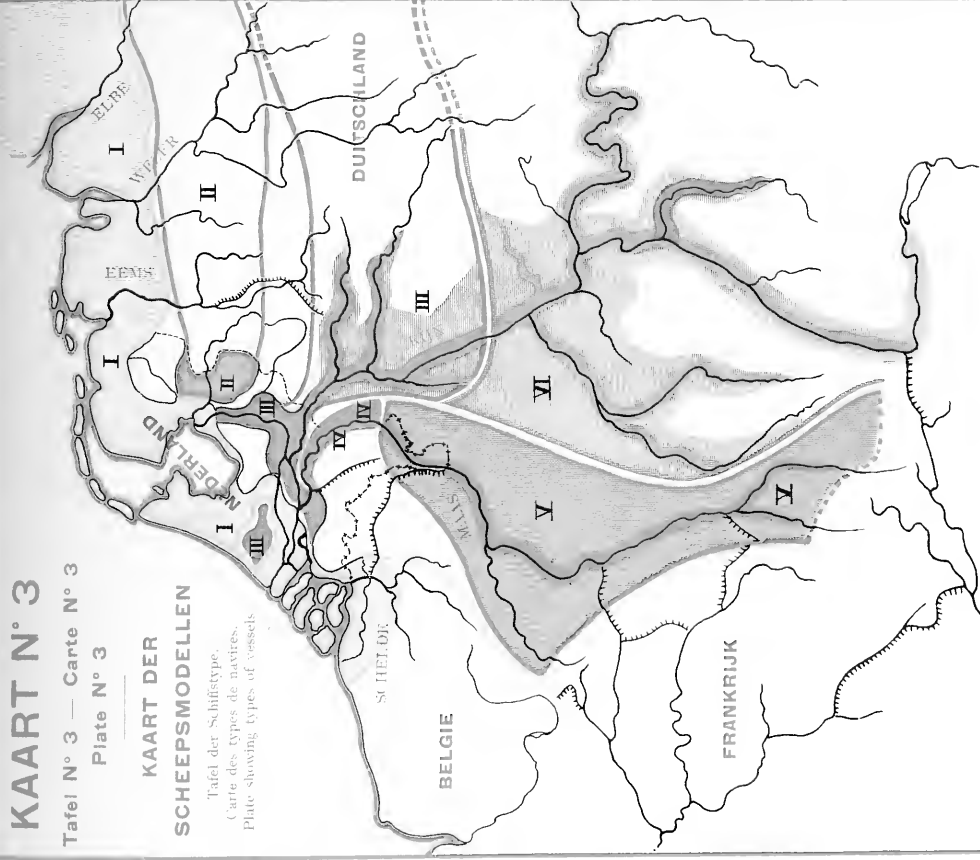 KAART N° 3
Tafel N° 3 — Carte N° 3
Plate N° 3
KAART DER
SCHEEPSMODELLEN
Tafel der Schiffstype.
Carte des types de navires.
Plate showing types of vessels
ELBE
I
WESER
II
DUITSCHLAND
EEMS
I
II
III
III
NEDERLAND
I
III
IV
IV
VI
V
V
SCHELDE
BELGIE
FRANKRIJK